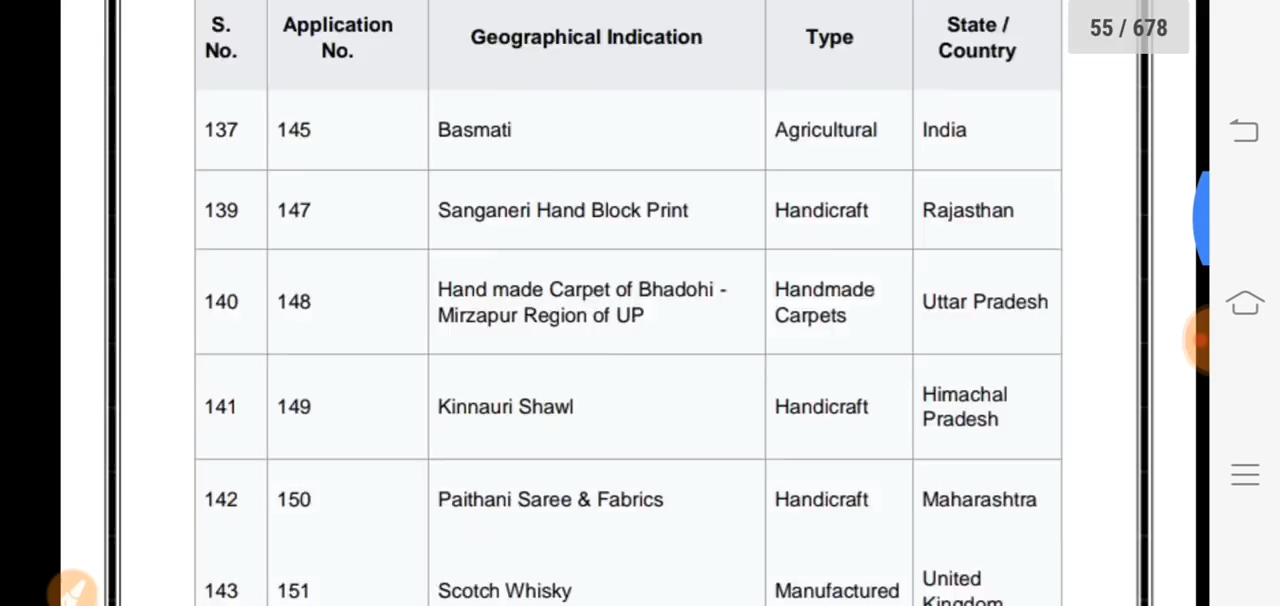 55 / 678
S. No. Application No. Geographical Indication Type State / Country
137 145 Basmati Agricultural India
139 147 Sanganeri Hand Block Print Handicraft Rajasthan
140 148 Hand made Carpet of Bhadohi - Mirzapur Region of UP Handmade Carpets Uttar Pradesh
141 149 Kinnauri Shawl Handicraft Himachal Pradesh
142 150 Paithani Saree & Fabrics Handicraft Maharashtra
143 151 Scotch Whisky Manufactured United Kingdom